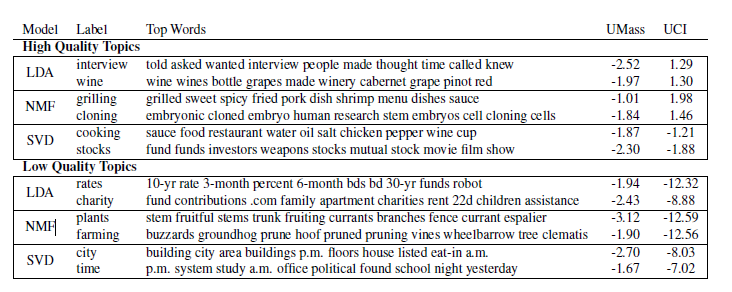 Model Label Top Words UMass UCI
High Quality Topics
LDA interview told asked wanted interview people made thought time called knew -2.52 1.29
wine wine wines bottle grapes made winery cabernet grape pinot red -1.97 1.30
NMF grilling grilled sweet spicy fried pork dish shrimp menu dishes sauce -1.01 1.98
cloning embryonic cloned embryo human research stem embryos cell cloning cells -1.84 1.46
SVD cooking sauce food restaurant water oil salt chicken pepper wine cup -1.87 -1.21
stocks fund funds investors weapons stocks mutual stock movie film show -2.30 -1.88
Low Quality Topics
LDA rates 10-yr rate 3-month percent 6-month bds bd 30-yr funds robot -1.94 -12.32
charity fund contributions .com family apartment charities rent 22d children assistance -2.43 -8.88
NMF plants stem fruitful stems trunk fruiting currants branches fence currant espalier -3.12 -12.59
farming buzzards groundhog prune hoof pruned pruning vines wheelbarrow tree clematis -1.90 -12.56
SVD city building city area buildings p.m. floors house listed eat-in a.m. -2.70 -8.03
time p.m. system study a.m. office political found school night yesterday -1.67 -7.02